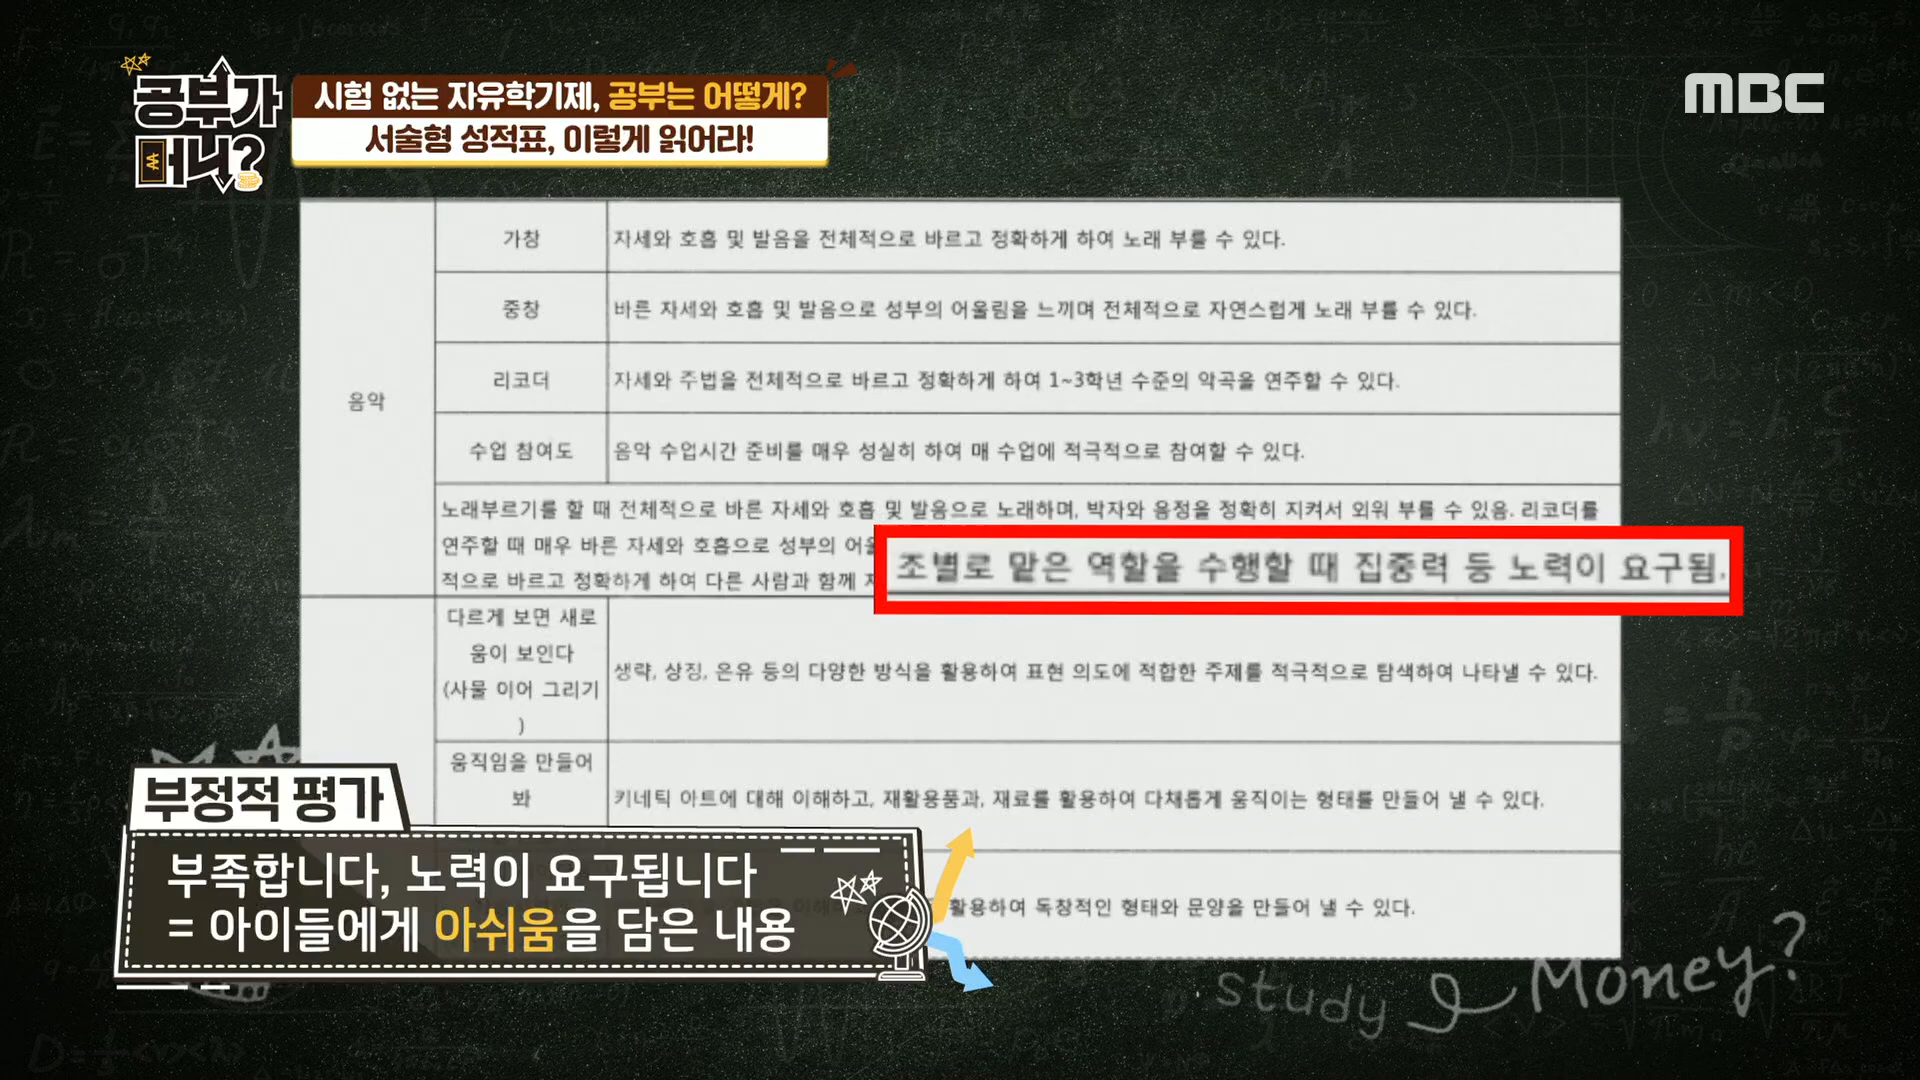 공부가
머니?
시험 없는 자유학기제, 공부는 어떻게?
서술형 성적표, 이렇게 읽어라!
MBC
음악
가창
자세와 호흡 및 발음을 전체적으로 바르고 정확하게 하여 노래 부를 수 있다.
중창
바른 자세와 호흡 및 발음으로 성부의 어울림을 느끼며 전체적으로 자연스럽게 노래 부를 수 있다.
리코더
자세와 주법을 전체적으로 바르고 정확하게 하여 1~3학년 수준의 악곡을 연주할 수 있다.
수업 참여도
음악 수업시간 준비를 매우 성실히 하여 매 수업에 적극적으로 참여할 수 있다.
노래부르기를 할 때 전체적으로 바른 자세와 호흡 및 발음으로 노래하며, 박자와 음정을 정확히 지켜서 외워 부를 수 있음. 리코더를
연주할 때 매우 바른 자세와 호흡으로 성부의
적으로 바르고 정확하게 하여 다른 사람과 함께
조별로 맡은 역할을 수행할 때 집중력 등 노력이 요구됨.
다르게 보면 새로
움이 보인다
(사물 이어 그리기
)
생략, 상징, 은유 등의 다양한 방식을 활용하여 표현 의도에 적합한 주제를 적극적으로 탐색하여 나타낼 수 있다.
움직임을 만들어
봐
키네틱 아트에 대해 이해하고, 재활용품과, 재료를 활용하여 다채롭게 움직이는 형태를 만들어 낼 수 있다.
활용하여 독창적인 형태와 문양을 만들어 낼 수 있다.
부정적 평가
부족합니다, 노력이 요구됩니다
= 아이들에게 아쉬움을 담은 내용
study
Money?